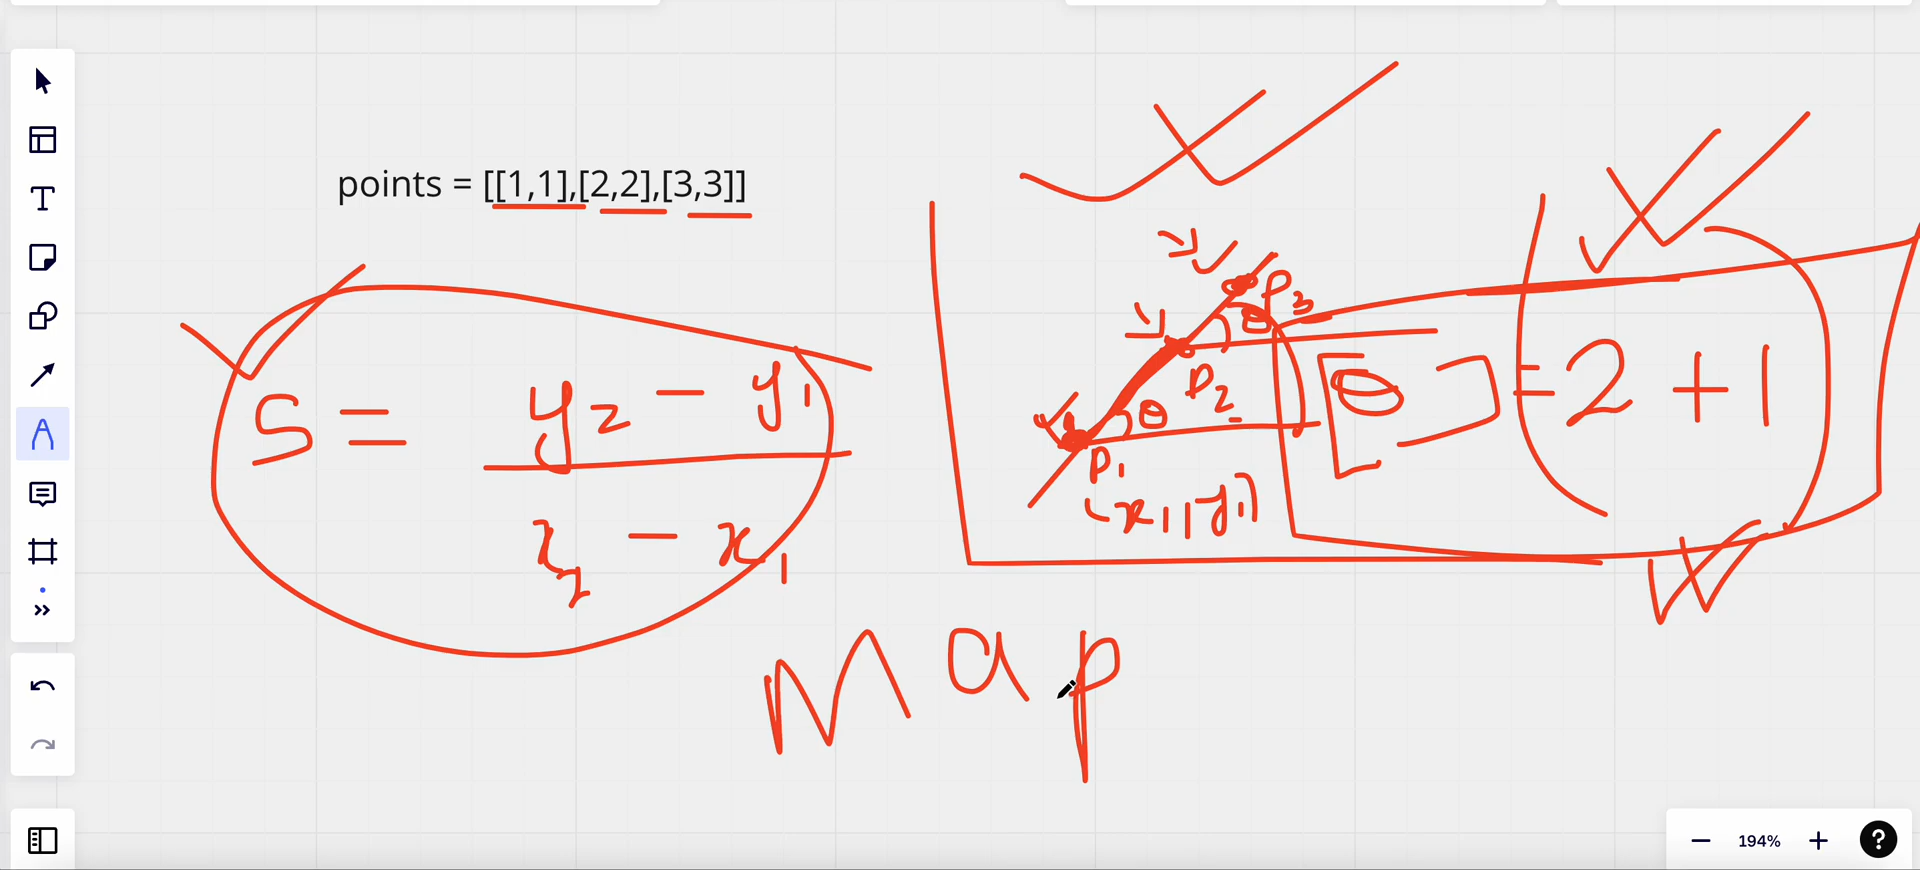 points = [[1,1],[2,2],[3,3]]
S = y2 - y1
x2 - x1
P3
θ
P2
θ
P1
(x1, y1)
[θ] = 2 + 1
Map
194%